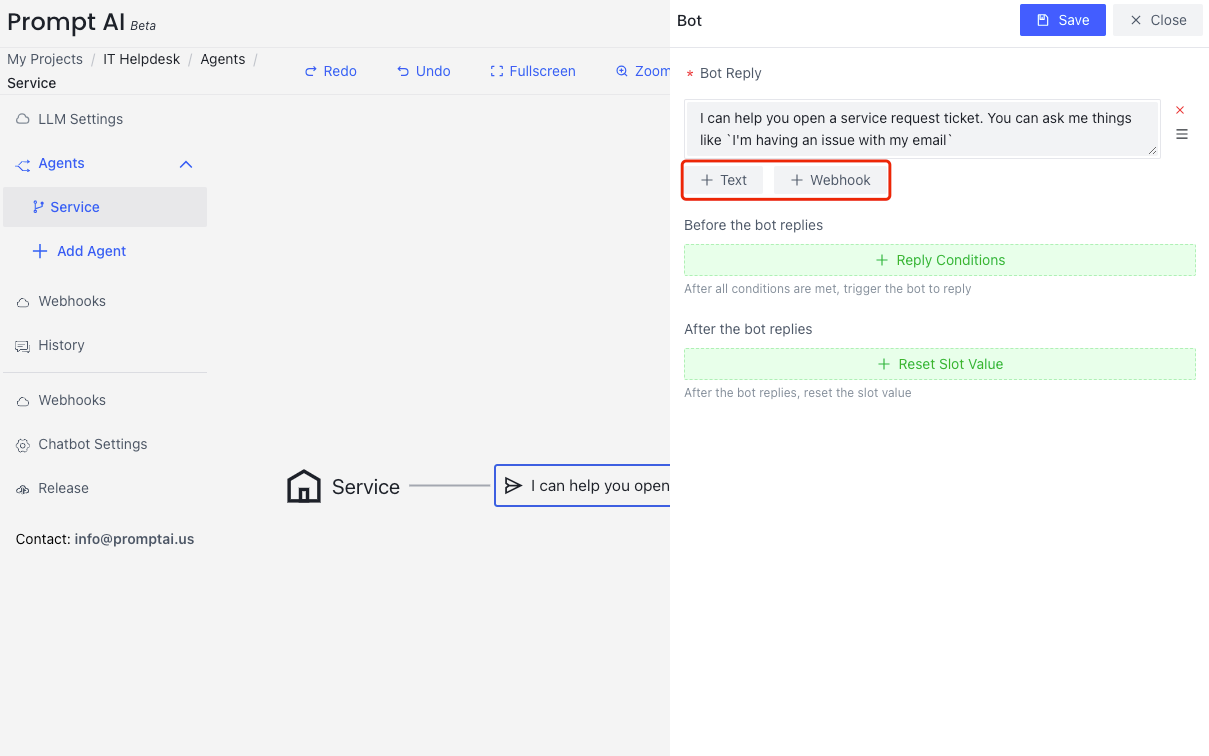 Prompt AI Beta
My Projects / IT Helpdesk / Agents /
Service
Redo
Undo
Fullscreen
Zoom
LLM Settings
Agents
Service
Add Agent
Webhooks
History
Webhooks
Chatbot Settings
Release
Contact: info@promptai.us
Service
I can help you open
Bot
Save
Close
* Bot Reply
I can help you open a service request ticket. You can ask me things
like `I'm having an issue with my email`
+ Text
+ Webhook
Before the bot replies
+ Reply Conditions
After all conditions are met, trigger the bot to reply
After the bot replies
+ Reset Slot Value
After the bot replies, reset the slot value